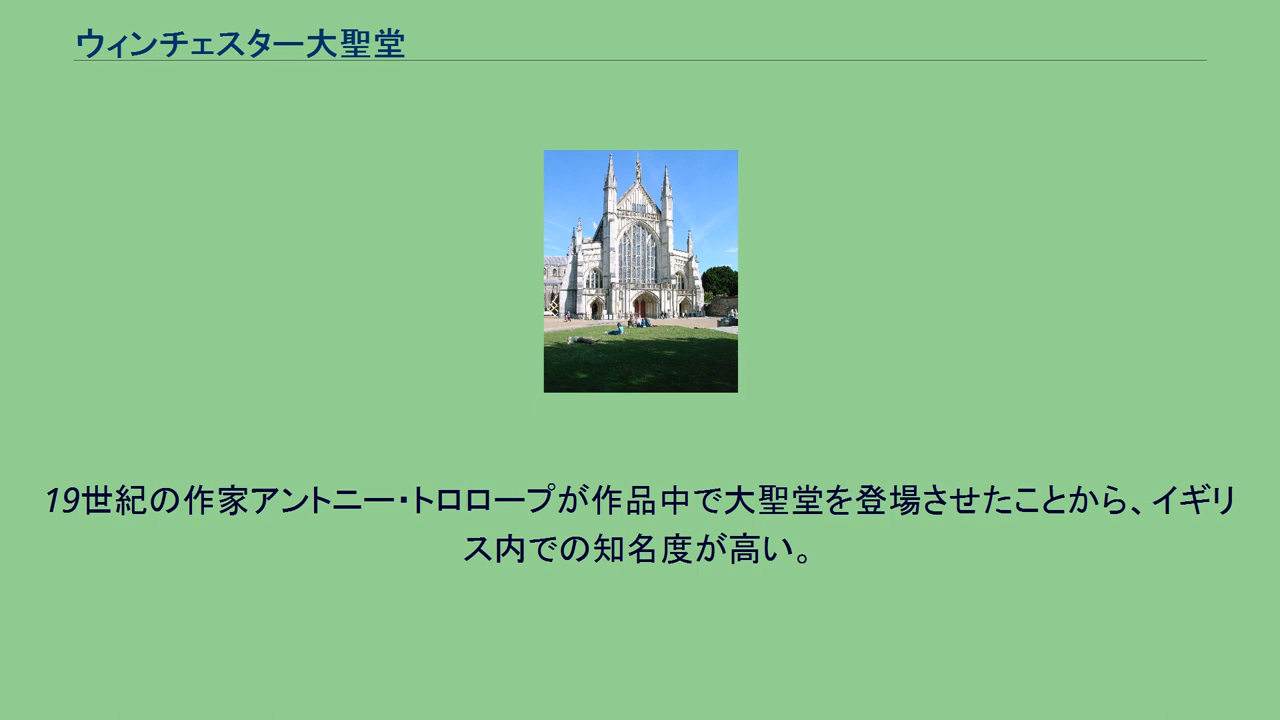 ウィンチェスター大聖堂
19世紀の作家アントニー・トロロープが作品中で大聖堂を登場させたことから、イギリ
ス内での知名度が高い。